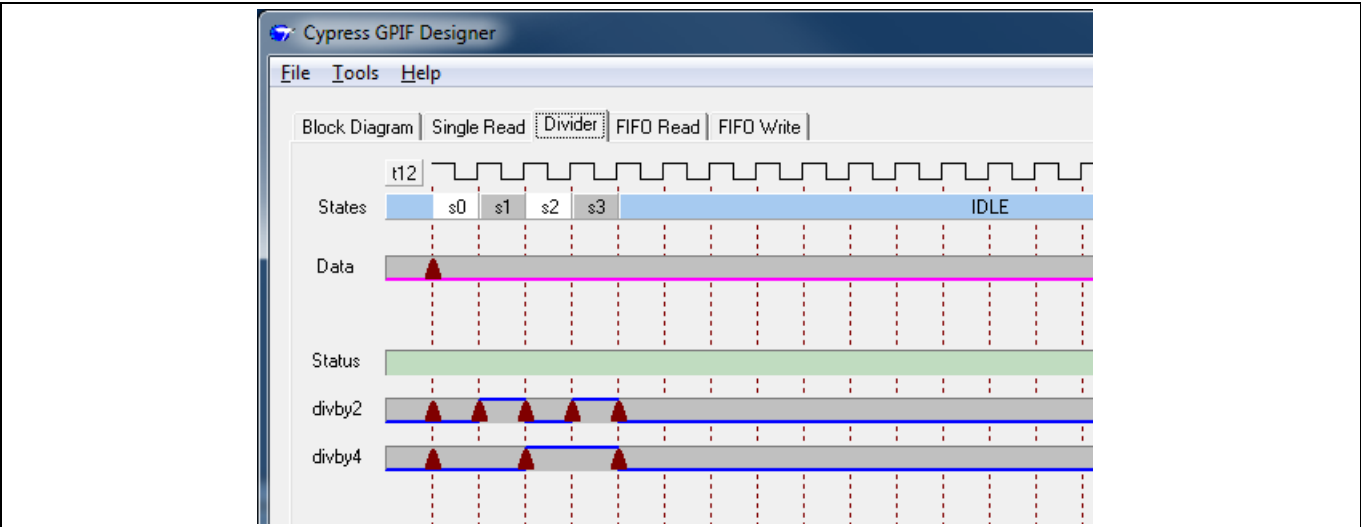 Cypress GPIF Designer
File Tools Help
Block Diagram Single Read Divider FIFO Read FIFO Write
t12
States s0 s1 s2 s3 IDLE
Data
Status
divby2
divby4